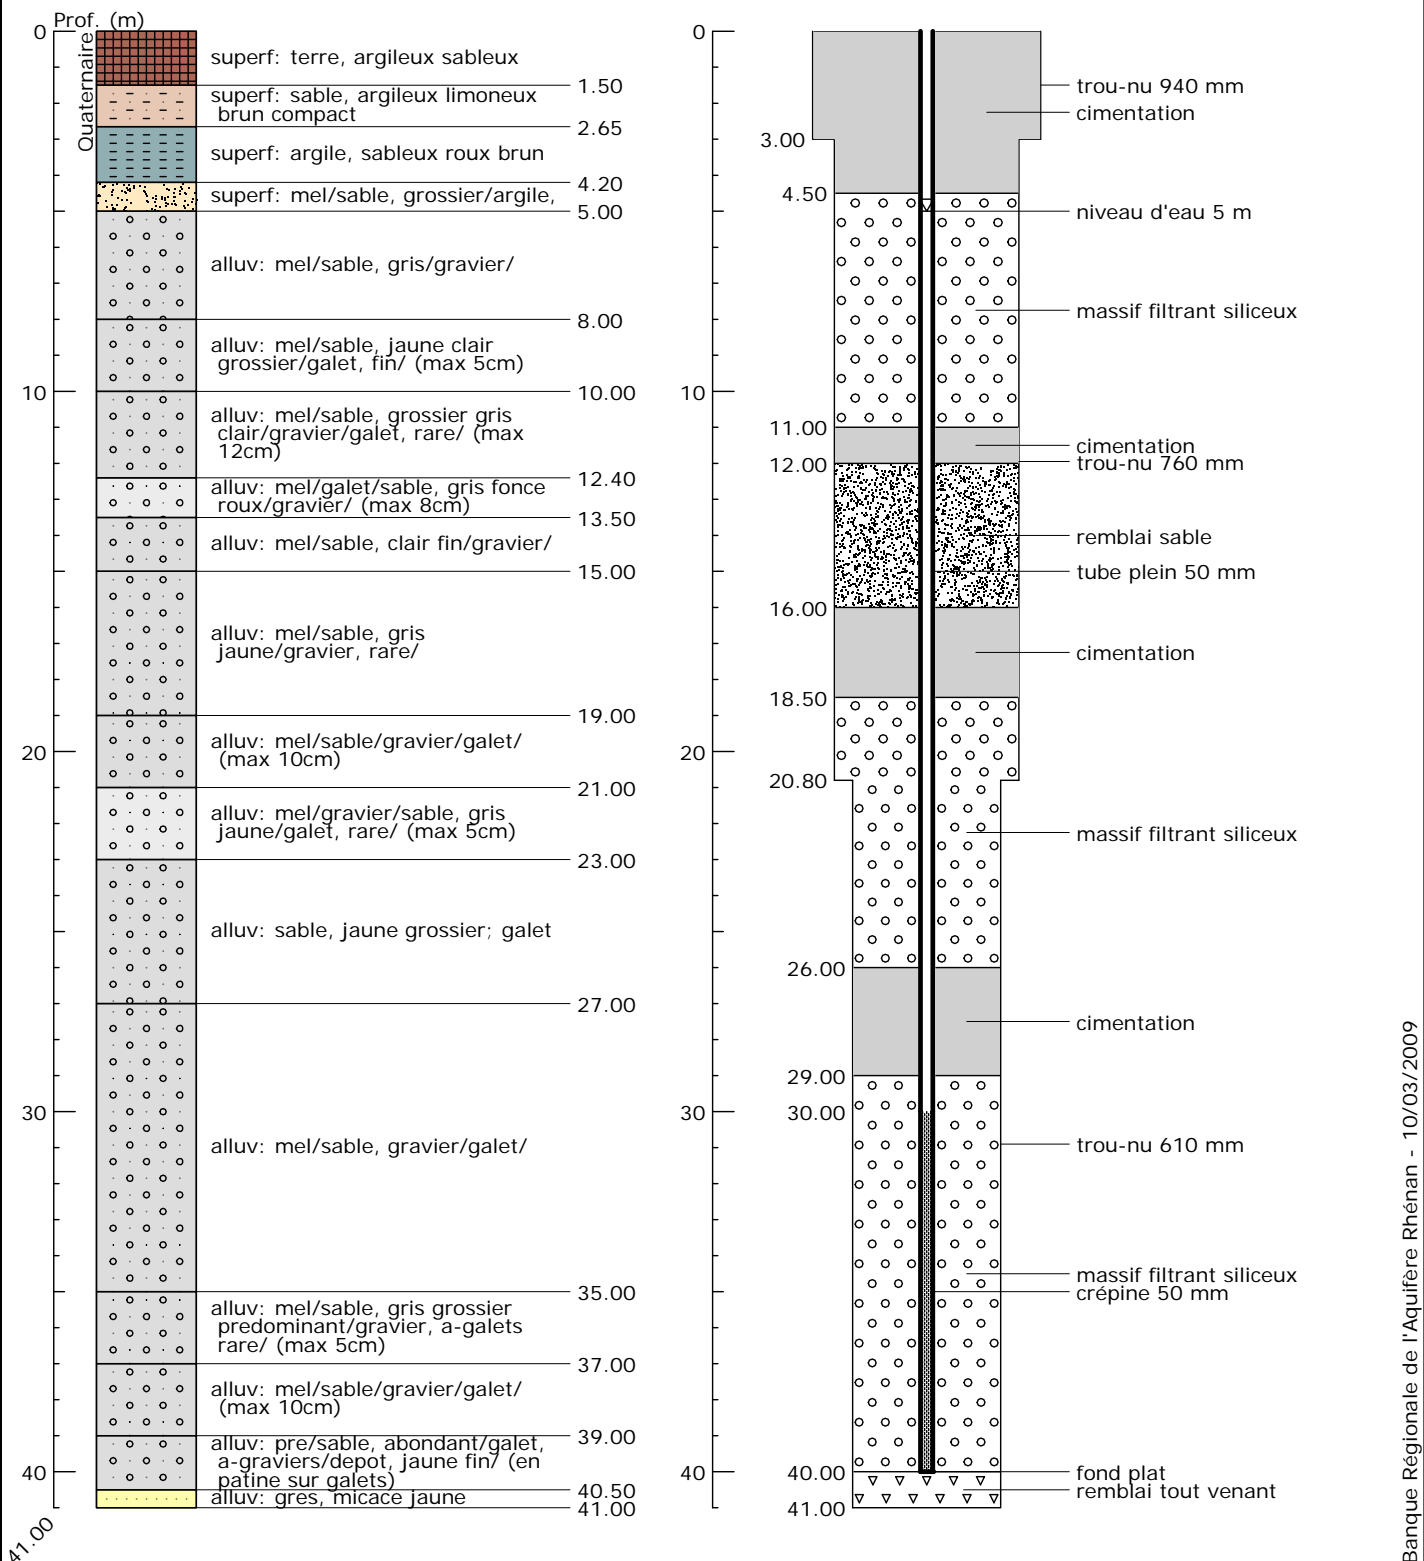 Prof. (m)
0
10
20
30
40
41.00
Quaternaire
superf: terre, argileux sableux
1.50
superf: sable, argileux limoneux
brun compact
2.65
superf: argile, sableux roux brun
4.20
superf: mel/sable, grossier/argile,
5.00
alluv: mel/sable, gris/gravier/
8.00
alluv: mel/sable, jaune clair
grossier/galet, fin/ (max 5cm)
10.00
alluv: mel/sable, grossier gris
clair/gravier/galet, rare/ (max
12cm)
12.40
alluv: mel/galet/sable, gris fonce
roux/gravier/ (max 8cm)
13.50
alluv: mel/sable, clair fin/gravier/
15.00
alluv: mel/sable, gris
jaune/gravier, rare/
19.00
alluv: mel/sable/gravier/galet/
(max 10cm)
21.00
alluv: mel/gravier/sable, gris
jaune/galet, rare/ (max 5cm)
23.00
alluv: sable, jaune grossier; galet
27.00
alluv: mel/sable, gravier/galet/
35.00
alluv: mel/sable, gris grossier
predominant/gravier, a-galets
rare/ (max 5cm)
37.00
alluv: mel/sable/gravier/galet/
(max 10cm)
39.00
alluv: pre/sable, abondant/galet,
a-graviers/depot, jaune fin/ (en
patine sur galets)
40.50
alluv: gres, micace jaune
41.00
0
10
20
30
40
3.00
4.50
11.00
12.00
16.00
18.50
20.80
26.00
29.00
30.00
40.00
41.00
trou-nu 940 mm
cimentation
niveau d'eau 5 m
massif filtrant siliceux
cimentation
trou-nu 760 mm
remblai sable
tube plein 50 mm
cimentation
massif filtrant siliceux
cimentation
trou-nu 610 mm
massif filtrant siliceux
crépine 50 mm
fond plat
remblai tout venant
Banque Régionale de l'Aquifère Rhénan - 10/03/2009